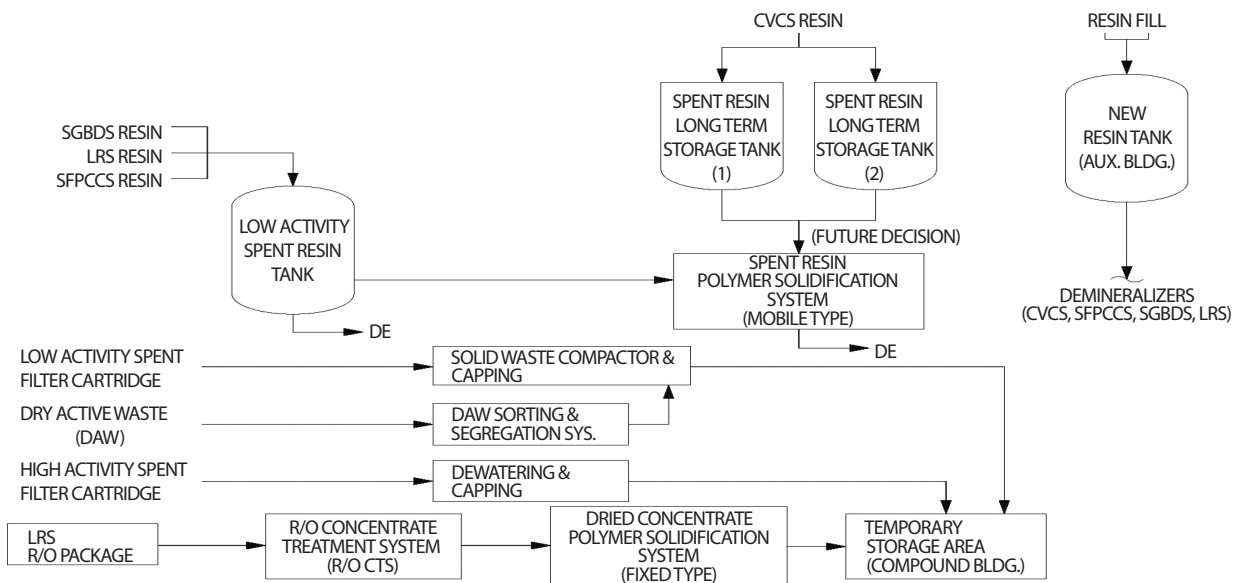 CVCS RESIN
RESIN FILL
SPENT RESIN
LONG TERM
STORAGE TANK
(1)
SPENT RESIN
LONG TERM
STORAGE TANK
(2)
NEW
RESIN TANK
(AUX. BLDG.)
SGBDS RESIN
LRS RESIN
SFPCCS RESIN
LOW ACTIVITY
SPENT RESIN
TANK
(FUTURE DECISION)
SPENT RESIN
POLYMER SOLIDIFICATION
SYSTEM
(MOBILE TYPE)
DEMINERALIZERS
(CVCS, SFPCCS, SGBDS, LRS)
DE
DE
LOW ACTIVITY SPENT
FILTER CARTRIDGE
SOLID WASTE COMPACTOR &
CAPPING
DRY ACTIVE WASTE
(DAW)
DAW SORTING &
SEGREGATION SYS.
HIGH ACTIVITY SPENT
FILTER CARTRIDGE
DEWATERING &
CAPPING
LRS
R/O PACKAGE
R/O CONCENTRATE
TREATMENT SYSTEM
(R/O CTS)
DRIED CONCENTRATE
POLYMER SOLIDIFICATION
SYSTEM
(FIXED TYPE)
TEMPORARY
STORAGE AREA
(COMPOUND BLDG.)